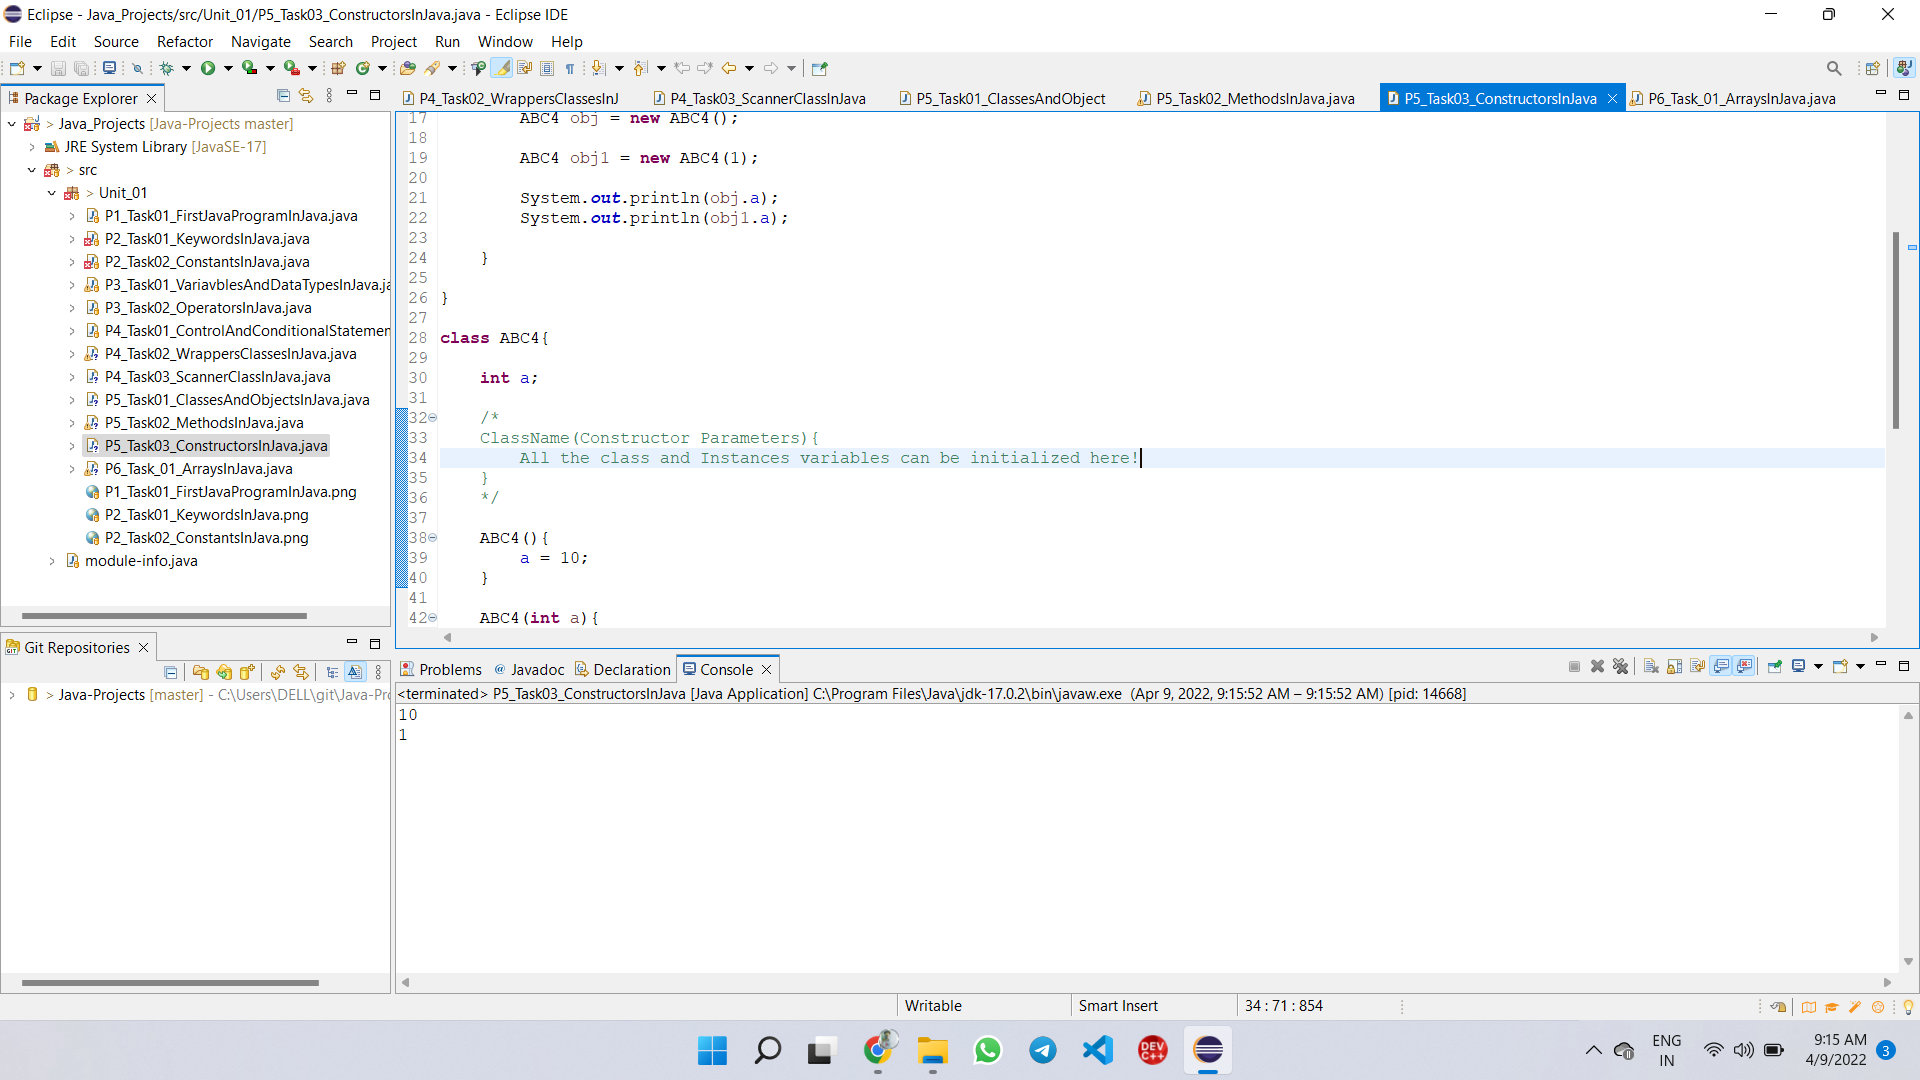 Eclipse - Java_Projects/src/Unit_01/P5_Task03_ConstructorsInJava.java - Eclipse IDE
File Edit Source Refactor Navigate Search Project Run Window Help
Package Explorer
> Java_Projects [Java-Projects master]
JRE System Library [JavaSE-17]
> src
> Unit_01
P1_Task01_FirstJavaProgramInJava.java
P2_Task01_KeywordsInJava.java
P2_Task02_ConstantsInJava.java
P3_Task01_VariavblesAndDataTypesInJava.ja
P3_Task02_OperatorsInJava.java
P4_Task01_ControlAndConditionalStatemen
P4_Task02_WrappersClassesInJava.java
P4_Task03_ScannerClassInJava.java
P5_Task01_ClassesAndObjectsInJava.java
P5_Task02_MethodsInJava.java
P5_Task03_ConstructorsInJava.java
P6_Task_01_ArraysInJava.java
P1_Task01_FirstJavaProgramInJava.png
P2_Task01_KeywordsInJava.png
P2_Task02_ConstantsInJava.png
module-info.java
Git Repositories
> Java-Projects [master] - C:\Users\DELL\git\Java-Pro
P4_Task02_WrappersClassesInJ P4_Task03_ScannerClassInJava P5_Task01_ClassesAndObject P5_Task02_MethodsInJava.java P5_Task03_ConstructorsInJava P6_Task_01_ArraysInJava.java
17 ABC4 obj = new ABC4();
18
19 ABC4 obj1 = new ABC4(1);
20
21 System.out.println(obj.a);
22 System.out.println(obj1.a);
23
24 }
25
26 }
27
28 class ABC4{
29
30 int a;
31
32 /*
33 ClassName(Constructor Parameters){
34 All the class and Instances variables can be initialized here!
35 }
36 */
37
38 ABC4(){
39 a = 10;
40 }
41
42 ABC4(int a){
Problems Javadoc Declaration Console
<terminated> P5_Task03_ConstructorsInJava [Java Application] C:\Program Files\Java\jdk-17.0.2\bin\javaw.exe (Apr 9, 2022, 9:15:52 AM – 9:15:52 AM) [pid: 14668]
10
1
Writable Smart Insert 34 : 71 : 854
DEV
C++
ENG
IN
9:15 AM
4/9/2022
3